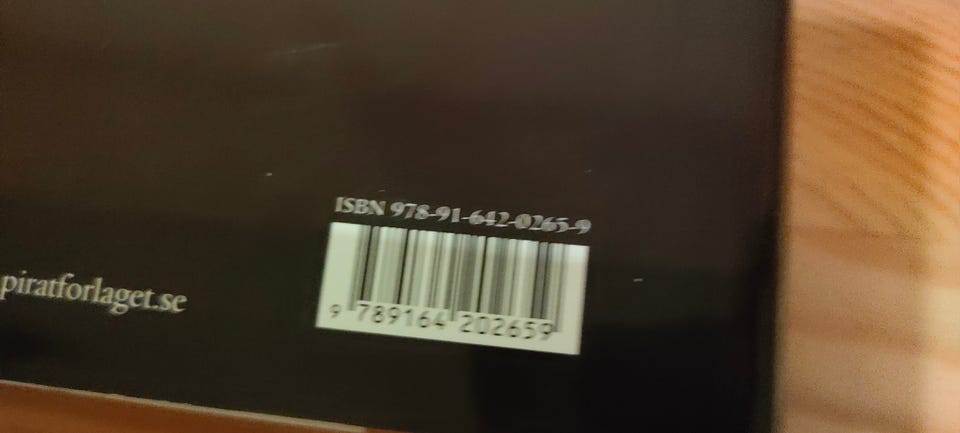 ISBN 978-91-642-0265-9
piratforlaget.se
9 789164 202659